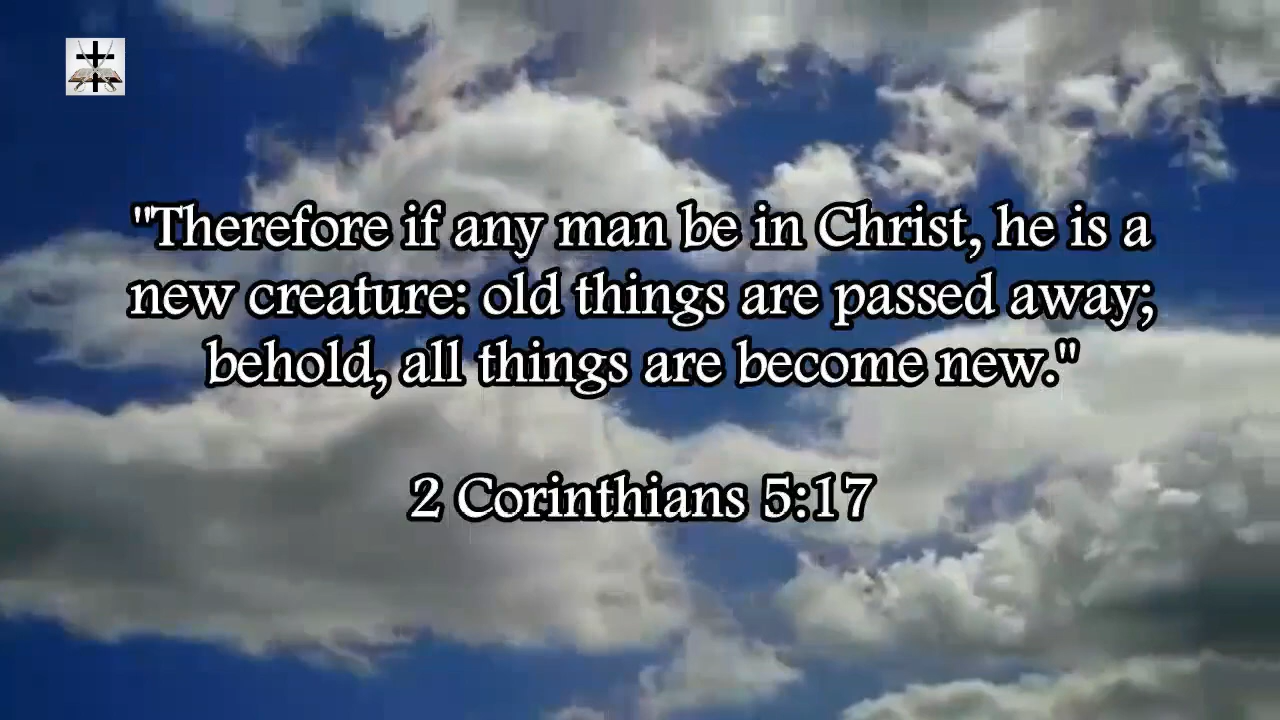 "Therefore if any man be in Christ, he is a
new creature: old things are passed away;
behold, all things are become new."
2 Corinthians 5:17